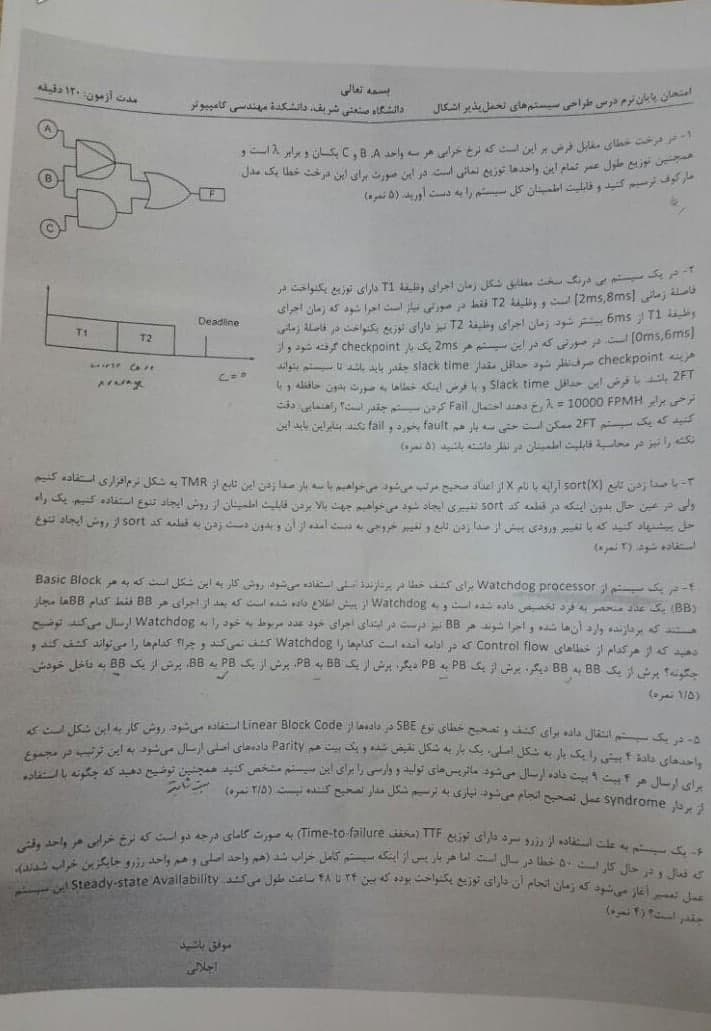 بسمه تعالی
امتحان پایان ترم درس طراحی سیستم‌های تحمل‌پذیر اشکال
دانشگاه صنعتی شریف، دانشکدهٔ مهندسی کامپیوتر
مدت آزمون: ۱۲۰ دقیقه
۱- در درخت خطای مقابل فرض بر این است که نرخ خرابی هر سه واحد A، B و C یکسان و برابر λ است و
همچنین توزیع طول عمر تمام این واحدها توزیع نمائی است. در این صورت برای این درخت خطا یک مدل
مارکوف ترسیم کنید و قابلیت اطمینان کل سیستم را به دست آورید. (۵ نمره)
A
B
C
F
۲- در یک سیستم بی درنگ سخت مطابق شکل زمان اجرای وظیفهٔ T1 دارای توزیع یکنواخت در
فاصلهٔ زمانی [2ms,8ms] است و وظیفهٔ T2 فقط در صورتی نیاز است اجرا شود که زمان اجرای
وظیفهٔ T1 از 6ms بیشتر شود. زمان اجرای وظیفهٔ T2 نیز دارای توزیع یکنواخت در فاصلهٔ زمانی
[0ms,6ms] است. در صورتی که در این سیستم هر 2ms یک بار checkpoint گرفته شود و از
هزینه checkpoint صرف‌نظر شود حداقل مقدار slack time چقدر باید باشد تا سیستم بتواند
2FT باشد. با فرض این حداقل Slack time و با فرض اینکه خطاها به صورت بدون حافظه و با
نرخی برابر λ = 10000 FPMH رخ دهند احتمال Fail کردن سیستم چقدر است؟ راهنمایی: دقت
کنید که یک سیستم 2FT ممکن است حتی سه بار هم fault بخورد و fail نکند. بنابراین باید این
نکته را نیز در محاسبهٔ قابلیت اطمینان در نظر داشته باشید (۵ نمره)
T1
T2
Deadline
worst case
average
C = 0
۳- با صدا زدن تابع sort(X) آرایه با نام X از اعداد صحیح مرتب می‌شود. می‌خواهیم با سه بار صدا زدن این تابع از TMR به شکل نرم‌افزاری استفاده کنیم
ولی در عین حال بدون اینکه در قطعه کد sort تغییری ایجاد شود می‌خواهیم جهت بالا بردن قابلیت اطمینان از روش ایجاد تنوع استفاده کنیم. یک راه
حل پیشنهاد کنید که با تغییر ورودی پیش از صدا زدن تابع و تغییر خروجی به دست آمده از آن و بدون دست زدن به قطعه کد sort از روش ایجاد تنوع
استفاده شود. (۲ نمره)
۴- در یک سیستم از Watchdog processor برای کشف خطا در پردازندهٔ اصلی استفاده می‌شود. روش کار به این شکل است که به هر Basic Block
(BB) یک عدد منحصر به فرد تخصیص داده شده است و به Watchdog از پیش اطلاع داده شده است که بعد از اجرای هر BB فقط کدام BBها مجاز
هستند که پردازنده وارد آن‌ها شده و اجرا شوند. هر BB نیز درست در ابتدای اجرای خود عدد مربوط به خود را به Watchdog ارسال می‌کند. توضیح
دهید که از هرکدام از خطاهای Control flow که در ادامه آمده است کدام‌ها را Watchdog کشف نمی‌کند و چرا؟ کدام‌ها را می‌تواند کشف کند و
چگونه؟ پرش از یک BB به BB دیگر، پرش از یک PB به PB دیگر، پرش از یک BB به PB، پرش از یک PB به BB، پرش از یک BB به داخل خودش.
(۱/۵ نمره)
۵- در یک سیستم انتقال داده برای کشف و تصحیح خطای نوع SBE در داده‌ها از Linear Block Code استفاده می‌شود. روش کار به این شکل است که
واحدهای دادهٔ ۴ بیتی را یک بار به شکل اصلی، یک بار به شکل نقیض شده و یک بیت هم Parity داده‌های اصلی ارسال می‌شود. به این ترتیب در مجموع
برای ارسال هر ۴ بیت ۹ بیت داده ارسال می‌شود. ماتریس‌های تولید و وارسی را برای این سیستم مشخص کنید. همچنین توضیح دهید که چگونه با استفاده
از بردار syndrome عمل تصحیح انجام می‌شود. نیازی به ترسیم شکل مدار تصحیح کننده نیست. (۲/۵ نمره)
۶- یک سیستم به علت استفاده از رزرو سرد دارای توزیع TTF (مخفف Time-to-failure) به صورت گامای درجه دو است که نرخ خرابی هر واحد وقتی
که فعال و در حال کار است ۵۰ خطا در سال است. اما هر بار پس از اینکه سیستم کامل خراب شد (هم واحد اصلی و هم واحد رزرو جایگزین خراب شدند)،
عمل تعمیر آغاز می‌شود که زمان انجام آن دارای توزیع یکنواخت بوده که بین ۲۴ تا ۴۸ ساعت طول می‌کشد. Steady-state Availability این سیستم
چقدر است؟ (۴ نمره)
موفق باشید
اجلالی